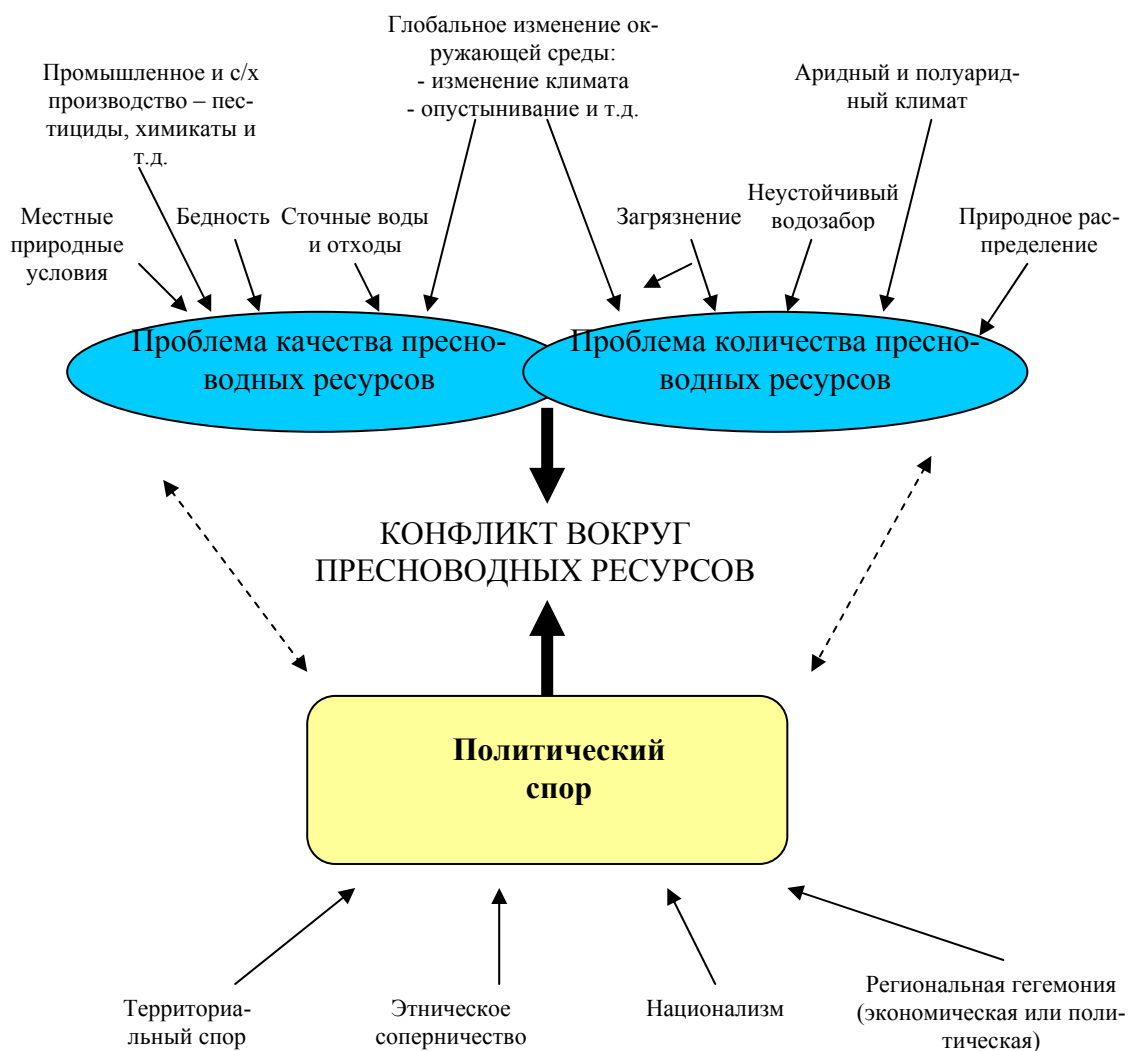 Глобальное изменение ок-
ружающей среды:
- изменение климата
- опустынивание и т.д.
Промышленное и с/х
производство – пес-
тициды, химикаты и
т.д.
Аридный и полуарид-
ный климат
Местные
природные
условия
Бедность
Сточные воды
и отходы
Загрязнение
Неустойчивый
водозабор
Природное рас-
пределение
Проблема качества пресно-
водных ресурсов
Проблема количества пресно-
водных ресурсов
КОНФЛИКТ ВОКРУГ
ПРЕСНОВОДНЫХ РЕСУРСОВ
Политический
спор
Территориа-
льный спор
Этническое
соперничество
Национализм
Региональная гегемония
(экономическая или поли-
тическая)